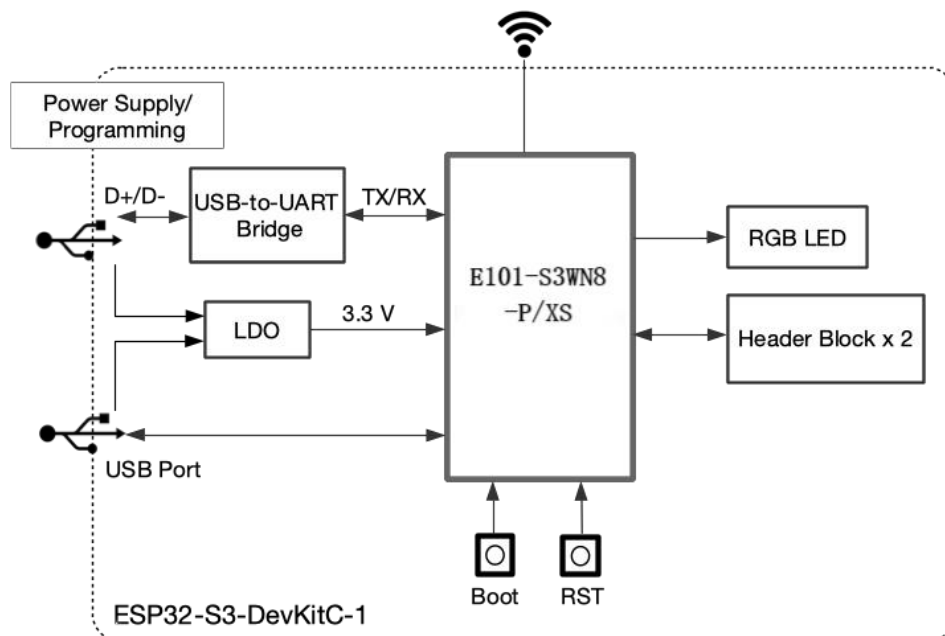 Power Supply/
Programming
D+/D-
USB-to-UART
Bridge
TX/RX
E101-S3WN8
-P/XS
RGB LED
LDO
3.3 V
Header Block x 2
USB Port
Boot
RST
ESP32-S3-DevKitC-1